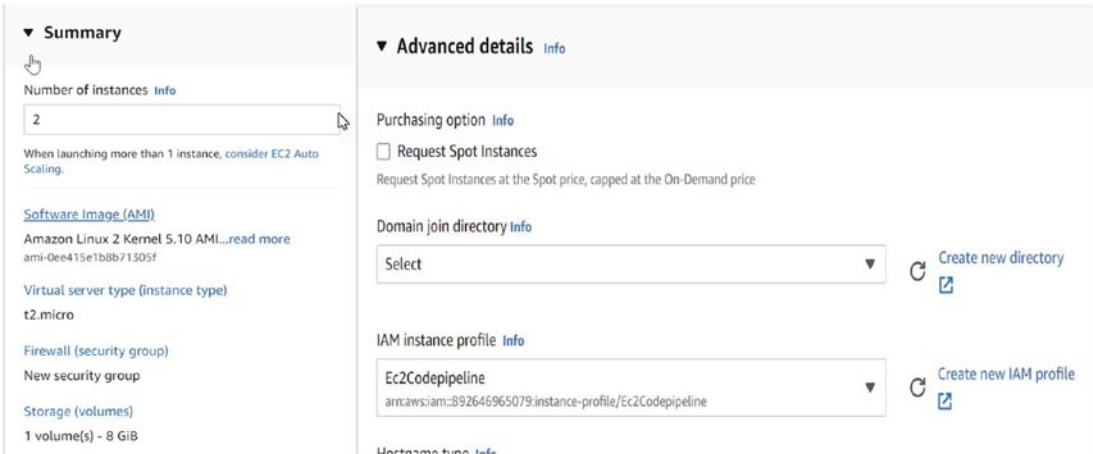 Summary
Number of instances Info
2
When launching more than 1 instance, consider EC2 Auto
Scaling.
Software Image (AMI)
Amazon Linux 2 Kernel 5.10 AMI...read more
ami-0ee415e1b8b71305f
Virtual server type (instance type)
t2.micro
Firewall (security group)
New security group
Storage (volumes)
1 volume(s) - 8 GiB
Advanced details Info
Purchasing option Info
Request Spot Instances
Request Spot Instances at the Spot price, capped at the On-Demand price
Domain join directory Info
Select
Create new directory
IAM instance profile Info
Ec2Codepipeline
arn:aws:iam::892646965079:instance-profile/Ec2Codepipeline
Create new IAM profile
Hostname type Info